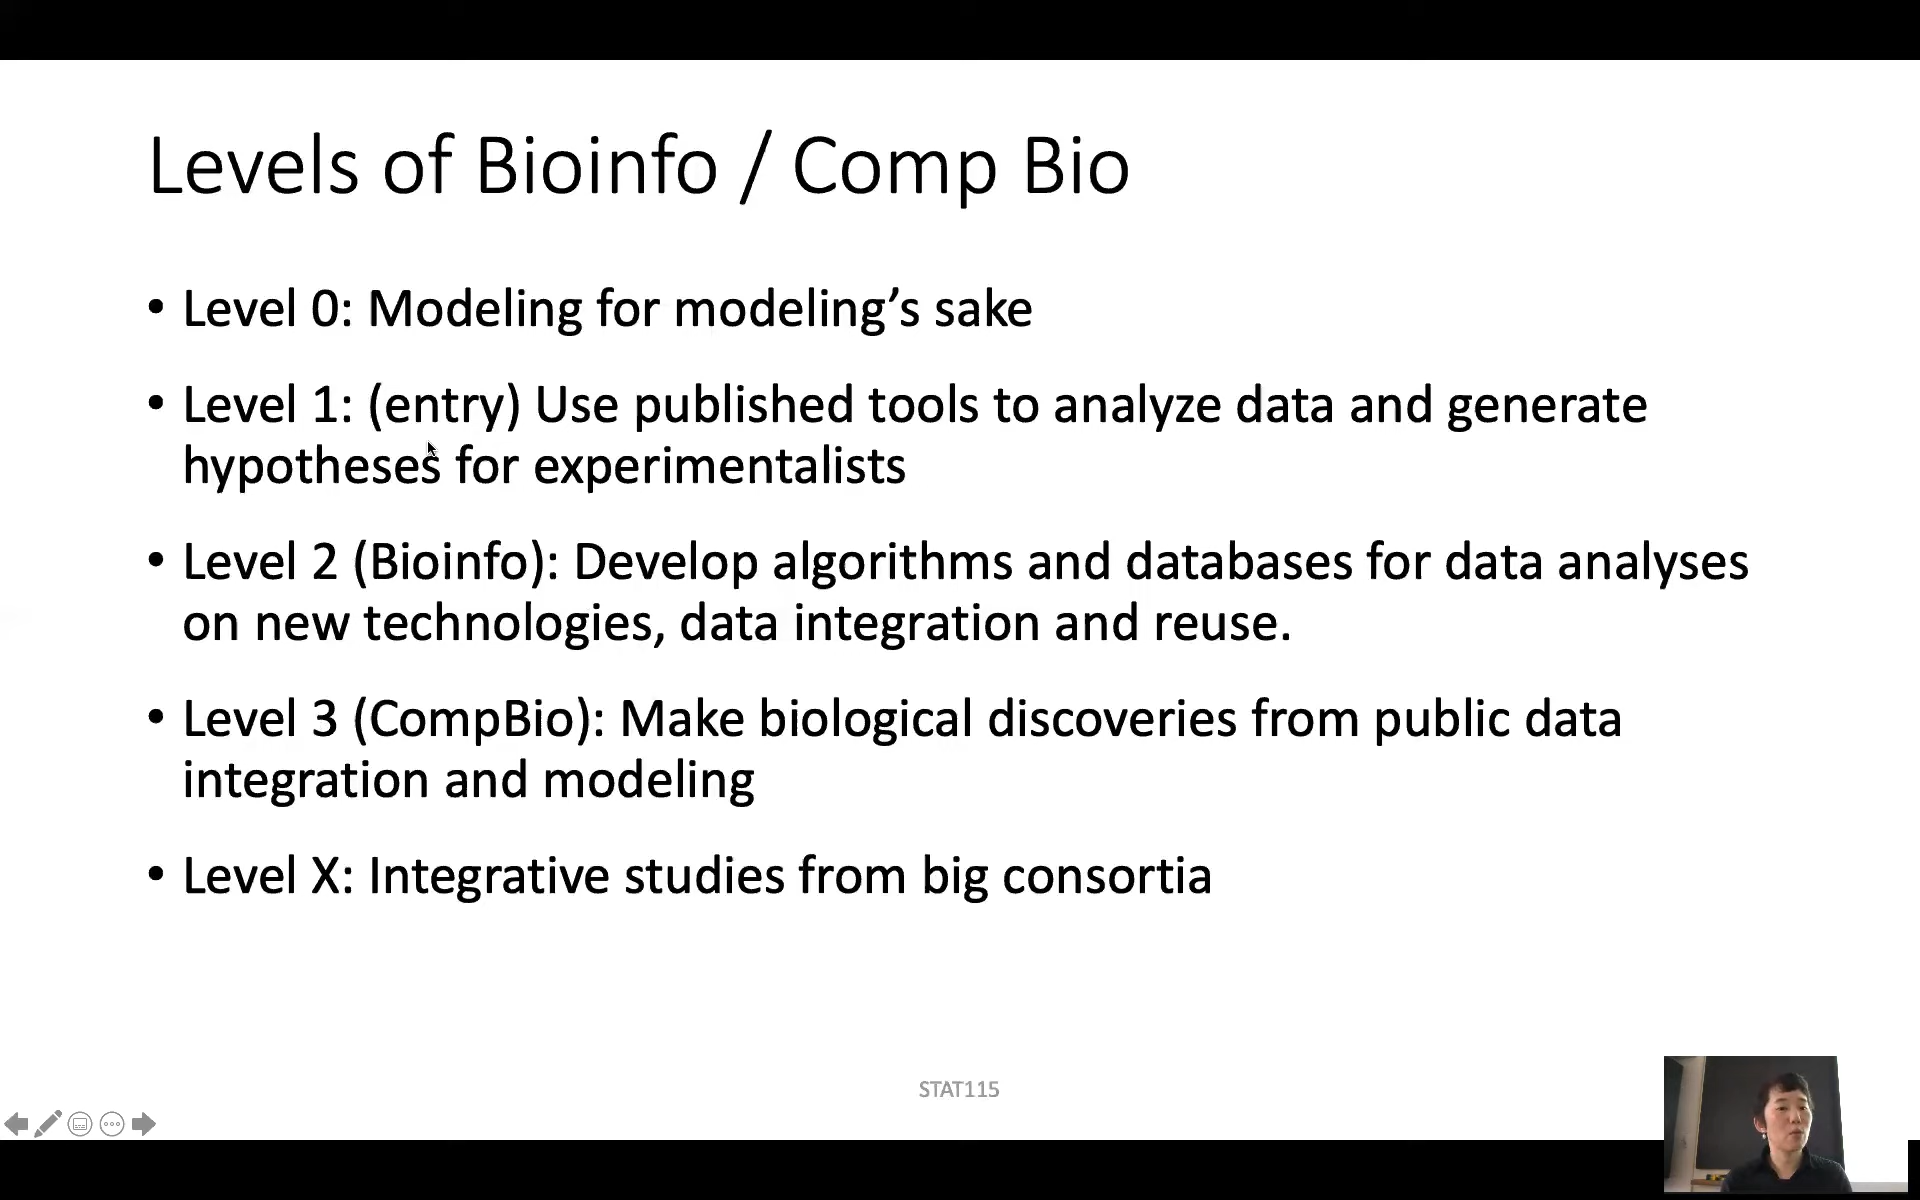 Levels of Bioinfo / Comp Bio
• Level 0: Modeling for modeling’s sake
• Level 1: (entry) Use published tools to analyze data and generate
hypotheses for experimentalists
• Level 2 (Bioinfo): Develop algorithms and databases for data analyses
on new technologies, data integration and reuse.
• Level 3 (CompBio): Make biological discoveries from public data
integration and modeling
• Level X: Integrative studies from big consortia
STAT115